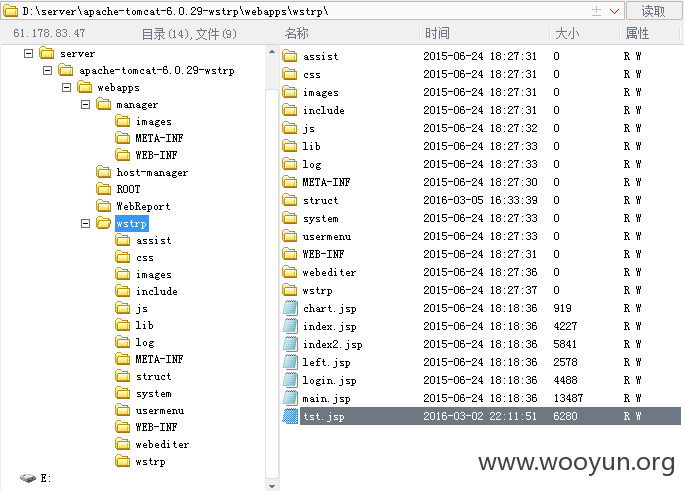 D:\server\apache-tomcat-6.0.29-wstrp\webapps\wstrp\
读取
61.178.83.47
目录(14),文件(9)
名称
时间
大小
属性
server
apache-tomcat-6.0.29-wstrp
webapps
manager
images
META-INF
WEB-INF
host-manager
ROOT
WebReport
wstrp
assist
css
images
include
js
lib
log
META-INF
struct
system
usermenu
WEB-INF
webediter
wstrp
E:
assist 2015-06-24 18:27:31 0 R W
css 2015-06-24 18:27:31 0 R W
images 2015-06-24 18:27:31 0 R W
include 2015-06-24 18:27:31 0 R W
js 2015-06-24 18:27:32 0 R W
lib 2015-06-24 18:27:33 0 R W
log 2015-06-24 18:27:33 0 R W
META-INF 2015-06-24 18:27:30 0 R W
struct 2016-03-05 16:33:39 0 R W
system 2015-06-24 18:27:33 0 R W
usermenu 2015-06-24 18:27:33 0 R W
WEB-INF 2015-06-24 18:27:31 0 R W
webediter 2015-06-24 18:27:36 0 R W
wstrp 2015-06-24 18:27:37 0 R W
chart.jsp 2015-06-24 18:18:36 919 R W
index.jsp 2015-06-24 18:18:36 4227 R W
index2.jsp 2015-06-24 18:18:36 5841 R W
left.jsp 2015-06-24 18:18:36 2578 R W
login.jsp 2015-06-24 18:18:36 4488 R W
main.jsp 2015-06-24 18:18:36 13487 R W
tst.jsp 2016-03-02 22:11:51 6280 R W
www.wooyun.org